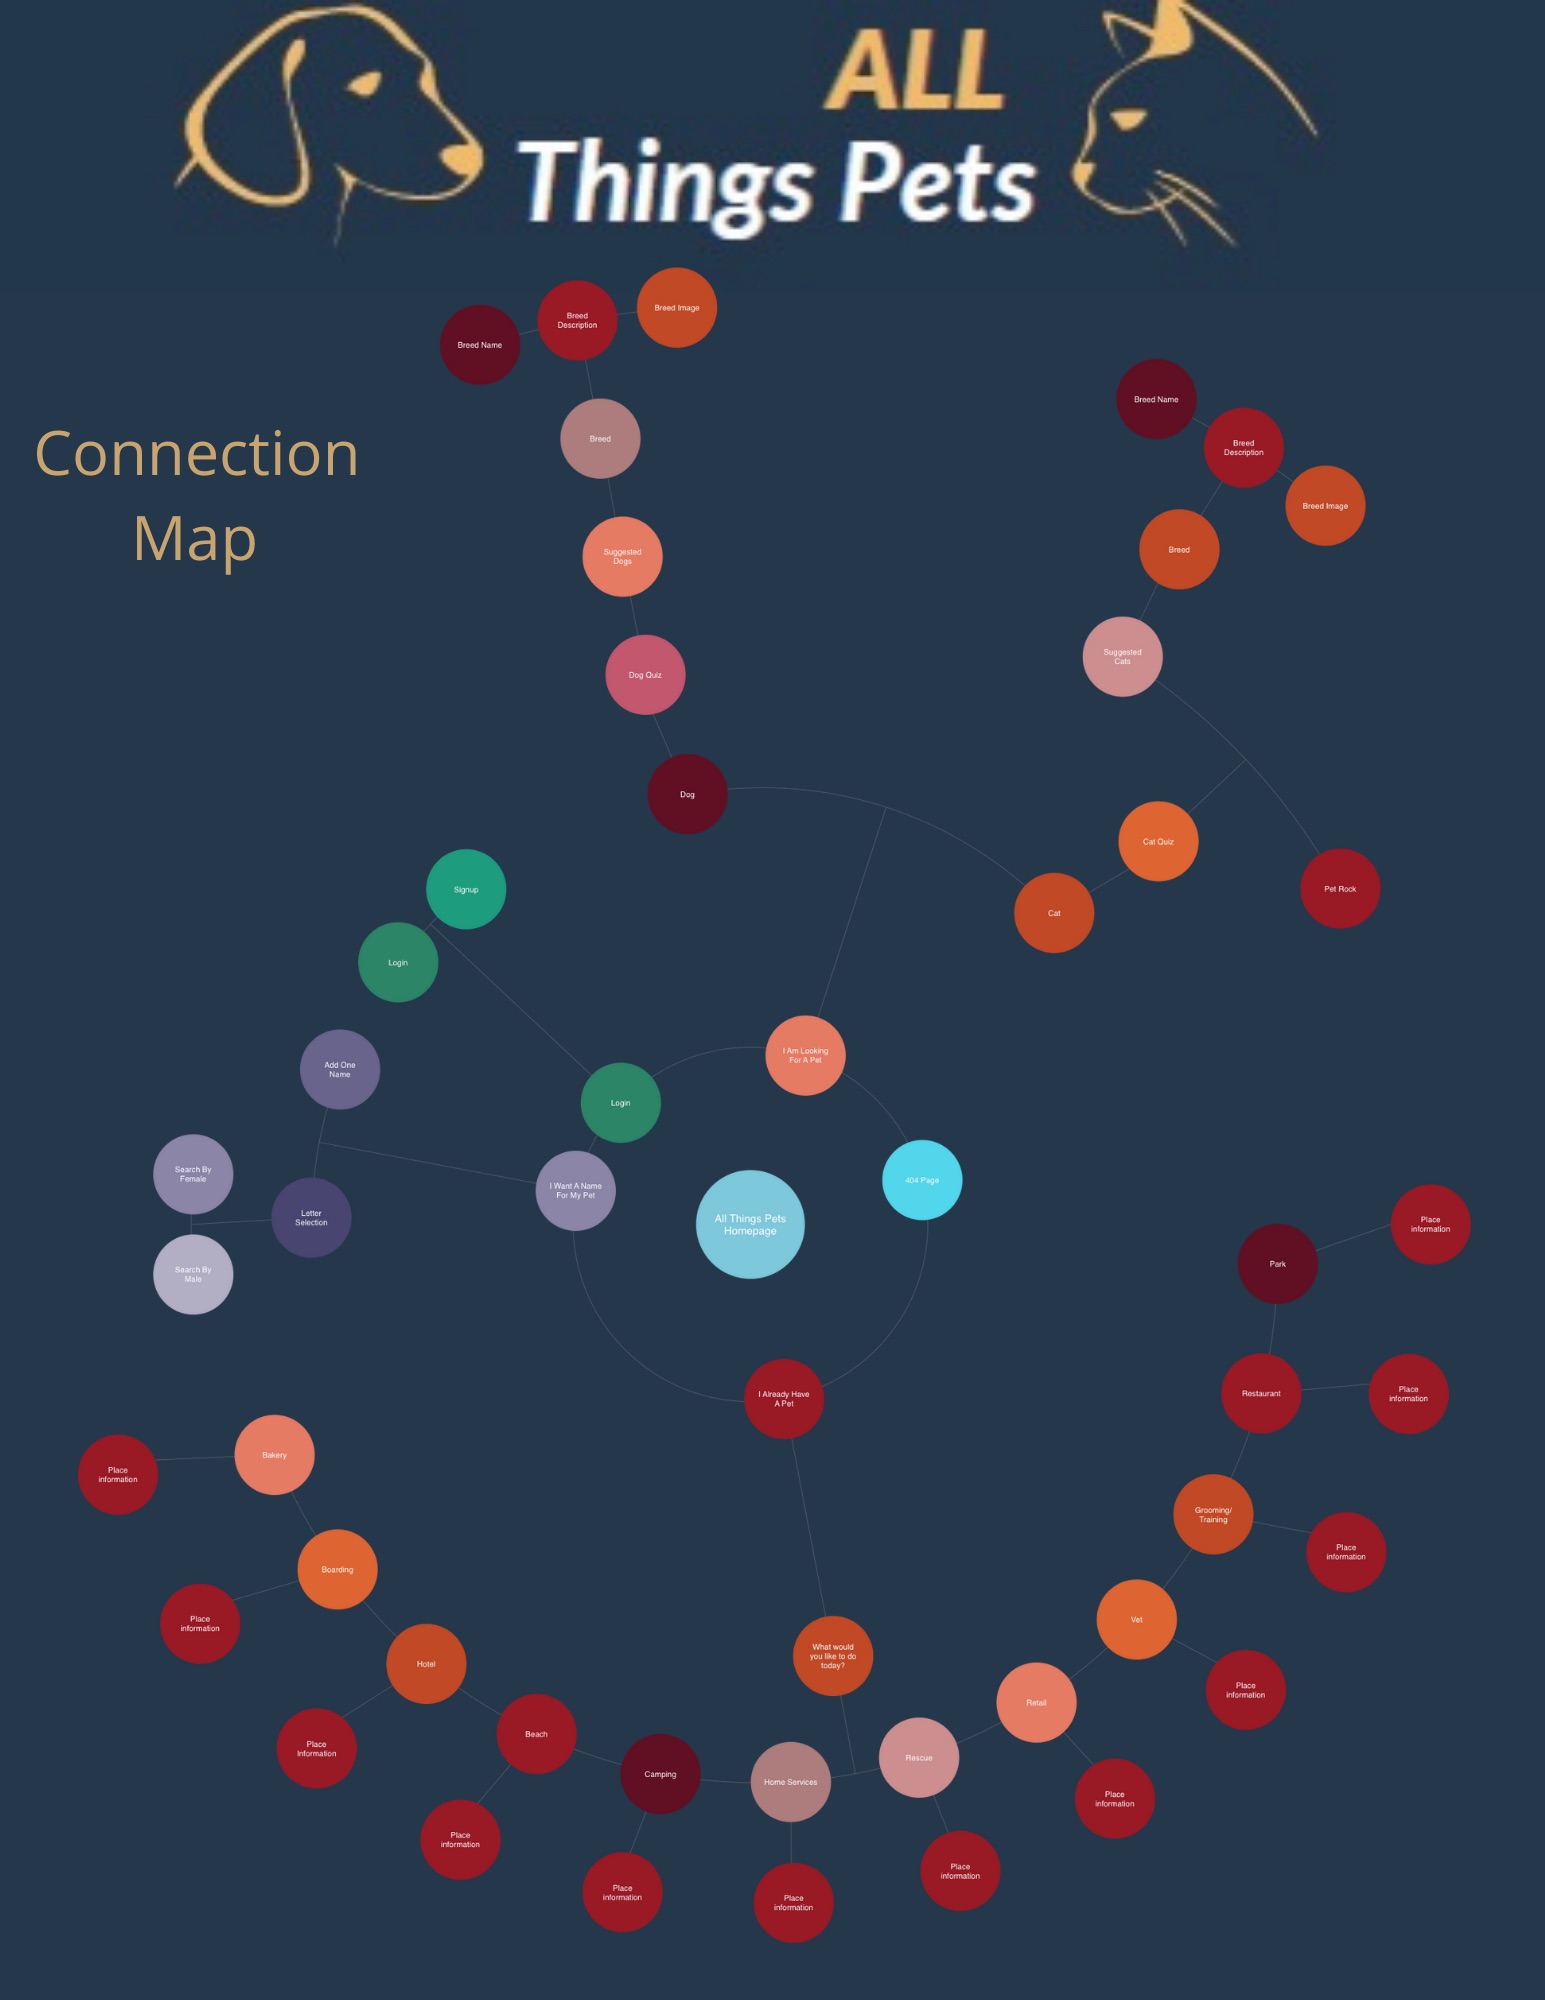 ALL
Things Pets
Connection
Map
Breed Image
Breed
Description
Breed Name
Breed
Suggested
Dogs
Dog Quiz
Dog
Breed Name
Breed
Description
Breed Image
Breed
Suggested
Cats
Cat Quiz
Pet Rock
Cat
Signup
Login
Add One
Name
Search By
Female
Letter
Selection
Search By
Male
Login
I Am Looking
For A Pet
I Want A Name
For My Pet
404 Page
All Things Pets
Homepage
I Already Have
A Pet
What would
you like to do
today?
Park
Place
information
Restaurant
Place
information
Grooming/
Training
Place
information
Vet
Place
information
Retail
Place
information
Rescue
Place
information
Home Services
Place
information
Camping
Place
information
Beach
Place
information
Hotel
Place
Information
Boarding
Place
information
Bakery
Place
information